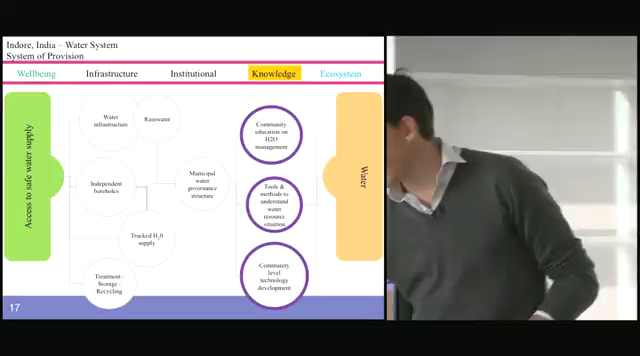 Indore, India – Water System
System of Provision
Wellbeing
Infrastructure
Institutional
Knowledge
Ecosystem
Access to safe water supply
Water
infrastructure
Rainwater
Independent
boreholes
Trucked H₂0
supply
Treatment /
Storage /
Recycling
Municipal
water
governance
structure
Community
education on
H2O
management
Tools &
methods to
understand
water
resource
situation
Community
level
technology
development
Water
17